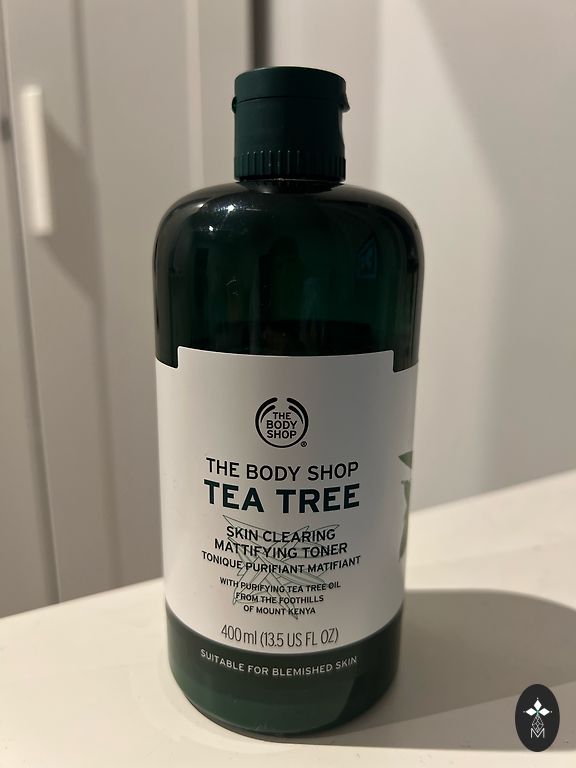 THE
BODY
SHOP
®
THE BODY SHOP
TEA TREE
SKIN CLEARING
MATTIFYING TONER
TONIQUE PURIFIANT MATIFIANT
WITH PURIFYING TEA TREE OIL
FROM THE FOOTHILLS
OF MOUNT KENYA
400 ml (13.5 US FL OZ)
SUITABLE FOR BLEMISHED SKIN
M